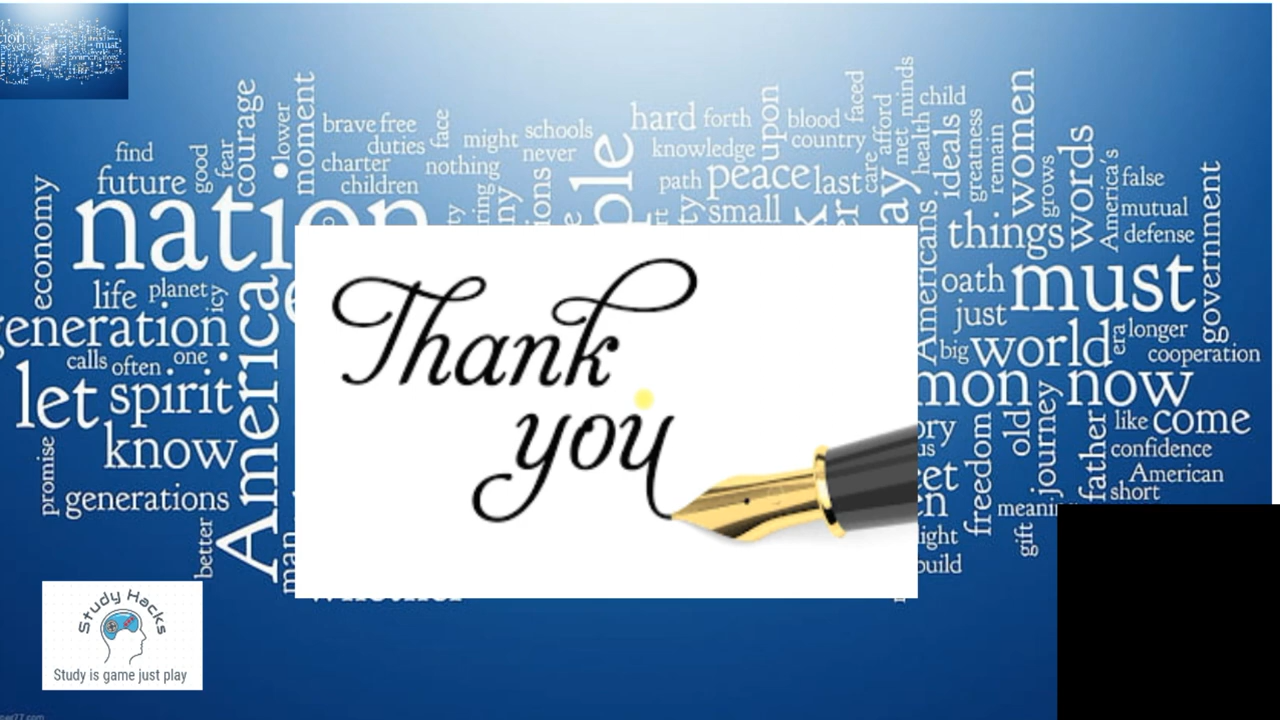 Thank
you
courage
lower
moment
brave free
duties
face
might
schools
never
hard
forth
upon
blood
country
faced
afford
minds
child
find
good
fear
charter
nothing
knowledge
care
met
health
ideals
greatness
remain
women
words
future
children
path
peace
last
small
grows
America's
false
mutual
defense
government
economy
things
Americans
oath
must
just
life
planet
generation
calls
often
one
America
big
world
era
longer
cooperation
let
spirit
now
know
freedom
old
journey
father
like
come
confidence
American
short
promise
generations
better
gift
build
Study Hacks
Study is game just play